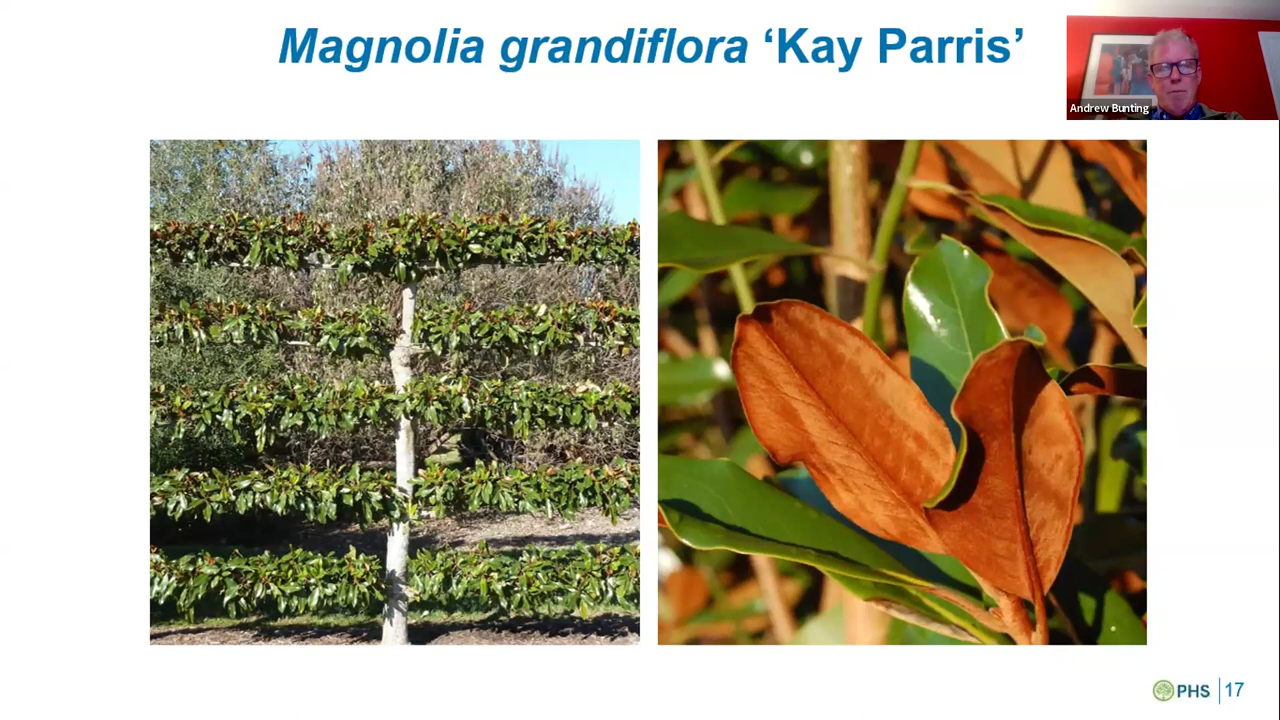 Magnolia grandiflora ‘Kay Parris’
Andrew Bunting
PHS | 17